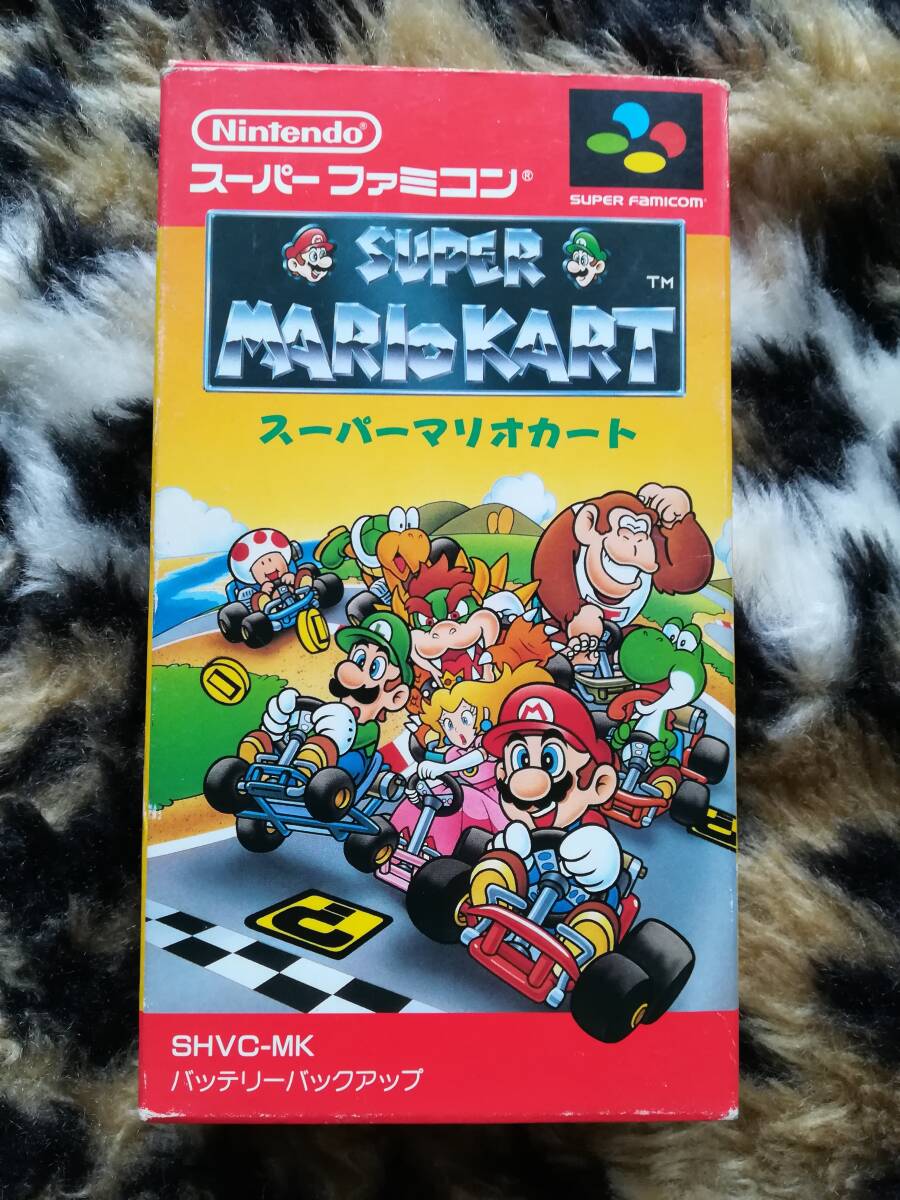 Nintendo®
スーパーファミコン®
SUPER FAMICOM
SUPER
MARIO KART
TM
スーパーマリオカート
M
SHVC-MK
バッテリーバックアップ